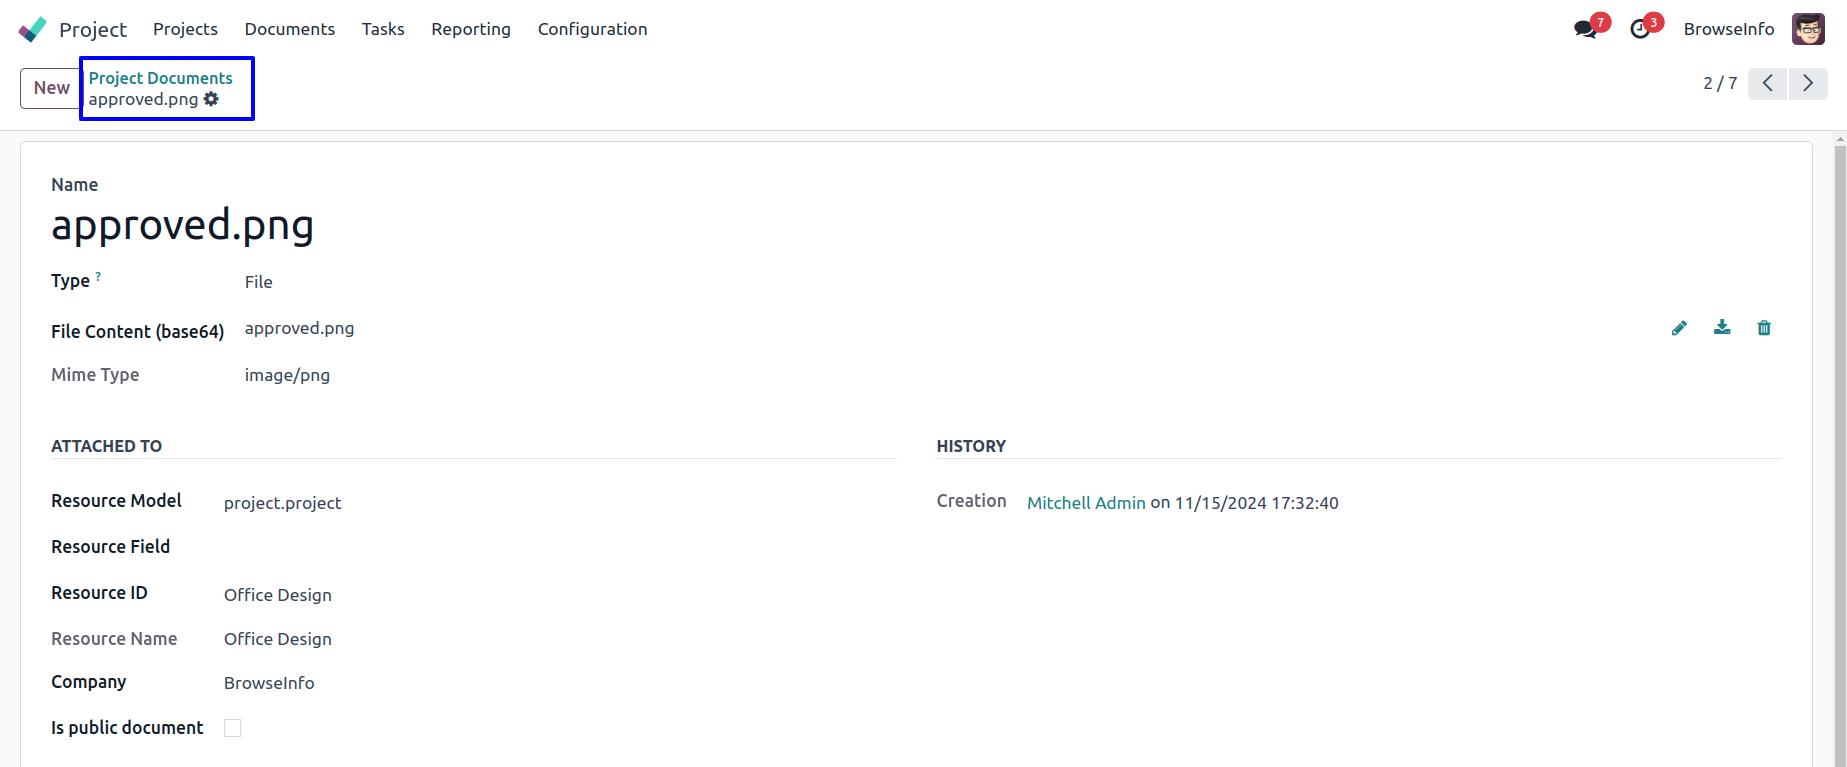 Project Projects Documents Tasks Reporting Configuration 7 3 BrowseInfo
New
Project Documents
approved.png
2 / 7
Name
approved.png
Type ? File
File Content (base64) approved.png
Mime Type image/png
ATTACHED TO
Resource Model project.project
Resource Field
Resource ID Office Design
Resource Name Office Design
Company BrowseInfo
Is public document
HISTORY
Creation Mitchell Admin on 11/15/2024 17:32:40